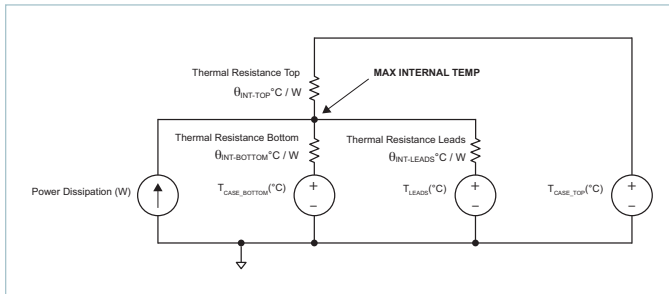 Thermal Resistance Top
θINT-TOP°C / W
MAX INTERNAL TEMP
Thermal Resistance Bottom
θINT-BOTTOM°C / W
Thermal Resistance Leads
θINT-LEADS°C / W
Power Dissipation (W)
TCASE_BOTTOM(°C)
+
−
TLEADS(°C)
+
−
TCASE_TOP(°C)
+
−